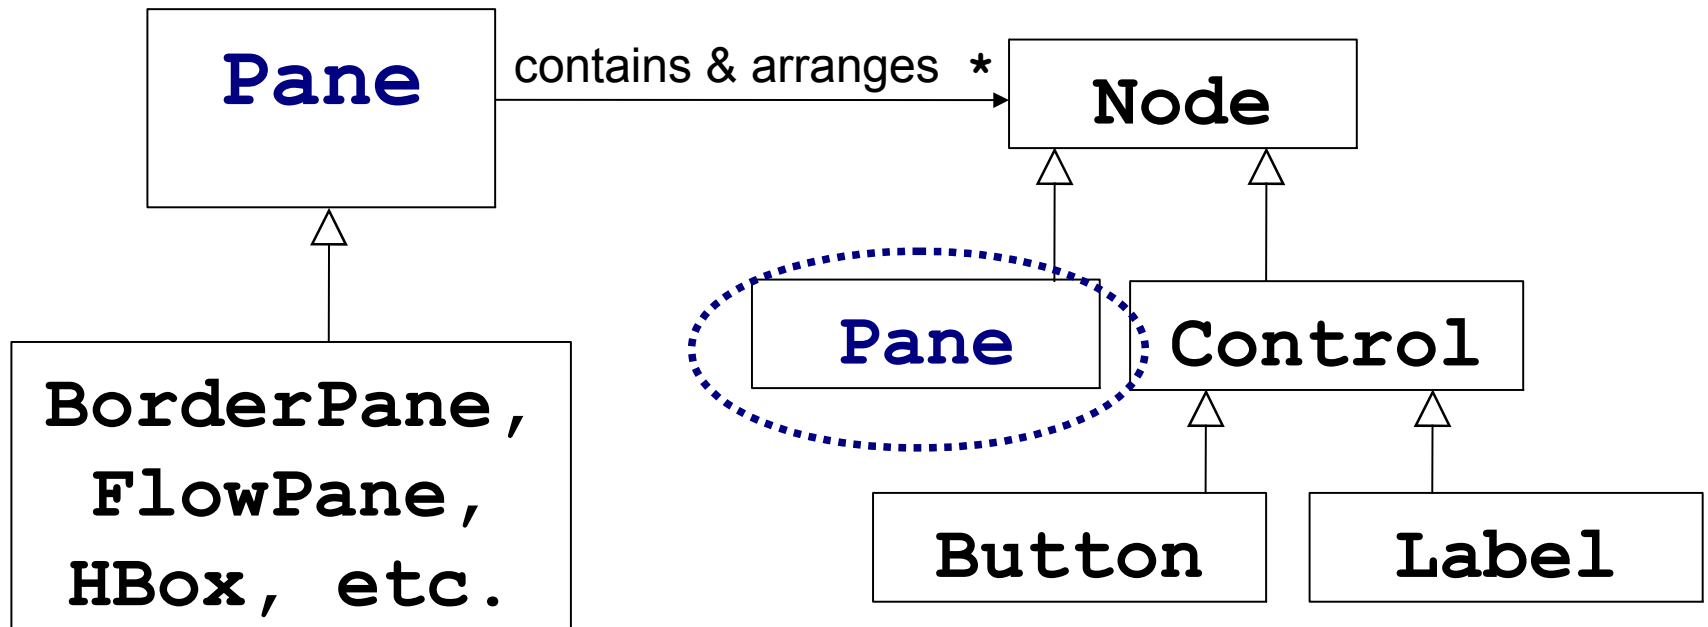 Pane
contains & arranges *
Node
Pane
Control
BorderPane,
FlowPane,
HBox, etc.
Button
Label